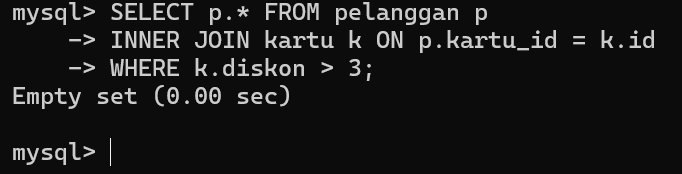 mysql> SELECT p.* FROM pelanggan p
    -> INNER JOIN kartu k ON p.kartu_id = k.id
    -> WHERE k.diskon > 3;
Empty set (0.00 sec)

mysql>